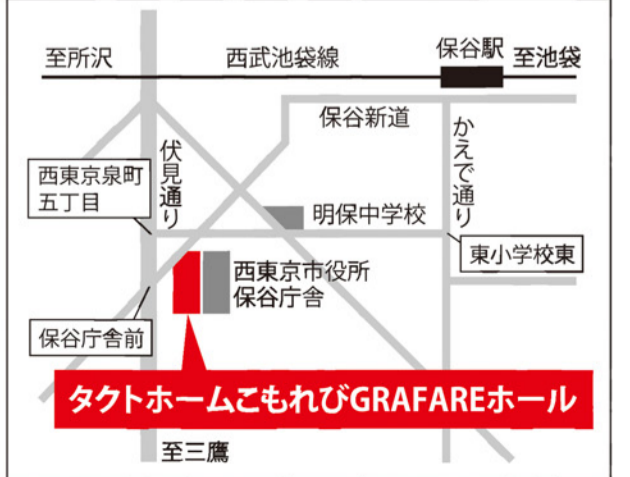 至所沢
西武池袋線
保谷駅
至池袋
保谷新道
かえで通り
伏見通り
西東京泉町
五丁目
明保中学校
東小学校東
西東京市役所
保谷庁舎
保谷庁舎前
タクトホームこもれびGRAFAREホール
至三鷹